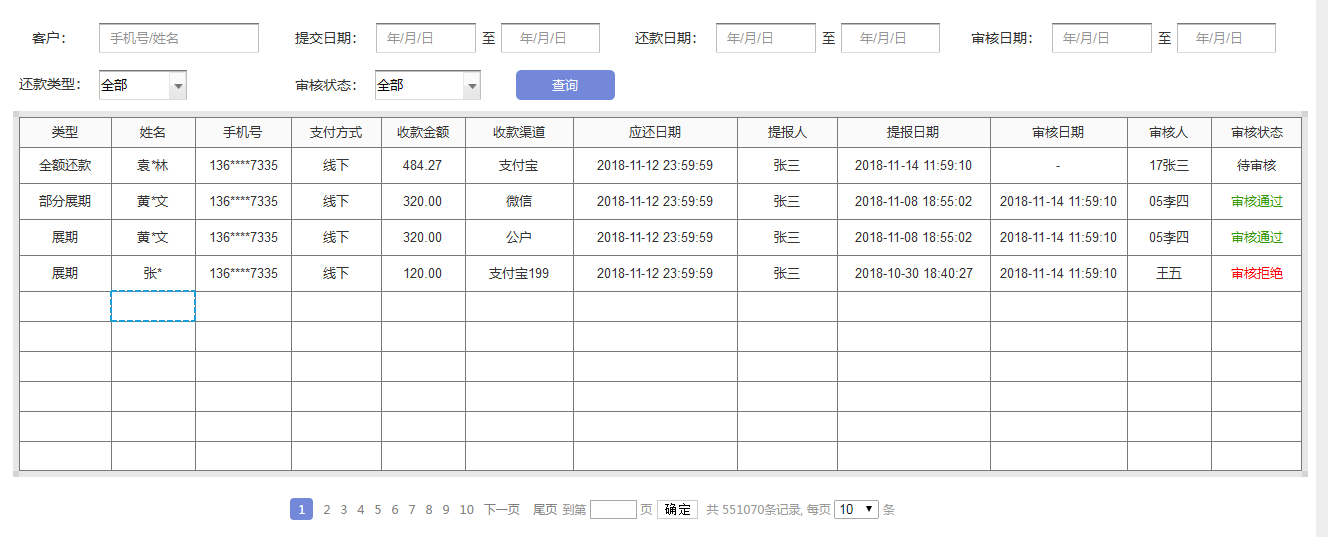 客户： 手机号/姓名 提交日期： 年/月/日 至 年/月/日 还款日期： 年/月/日 至 年/月/日 审核日期： 年/月/日 至 年/月/日
还款类型： 全部 审核状态： 全部 查询
类型 姓名 手机号 支付方式 收款金额 收款渠道 应还日期 提报人 提报日期 审核日期 审核人 审核状态
全额还款 袁*林 136****7335 线下 484.27 支付宝 2018-11-12 23:59:59 张三 2018-11-14 11:59:10 - 17张三 待审核
部分展期 黄*文 136****7335 线下 320.00 微信 2018-11-12 23:59:59 张三 2018-11-08 18:55:02 2018-11-14 11:59:10 05李四 审核通过
展期 黄*文 136****7335 线下 320.00 公户 2018-11-12 23:59:59 张三 2018-11-08 18:55:02 2018-11-14 11:59:10 05李四 审核通过
展期 张* 136****7335 线下 120.00 支付宝199 2018-11-12 23:59:59 张三 2018-10-30 18:40:27 2018-11-14 11:59:10 王五 审核拒绝
1 2 3 4 5 6 7 8 9 10 下一页 尾页 到第 页 确定 共 551070条记录, 每页 10 条